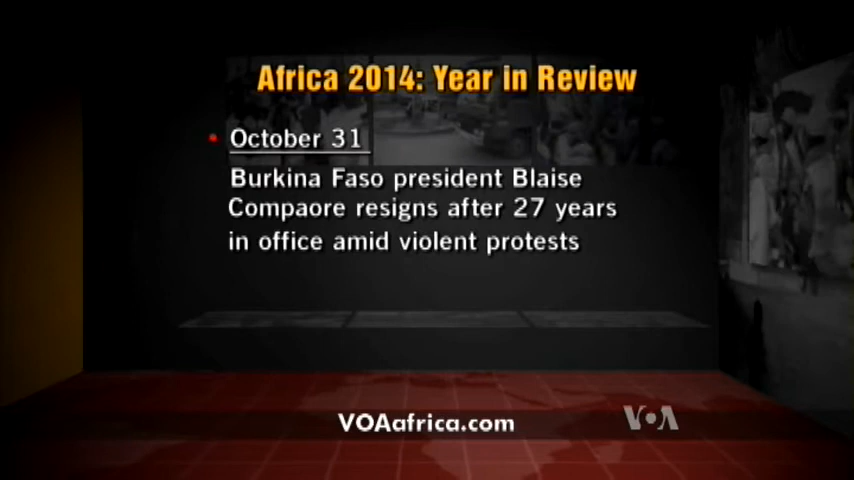 Africa 2014: Year in Review
• October 31
Burkina Faso president Blaise
Compaore resigns after 27 years
in office amid violent protests
VOAafrica.com
VOA